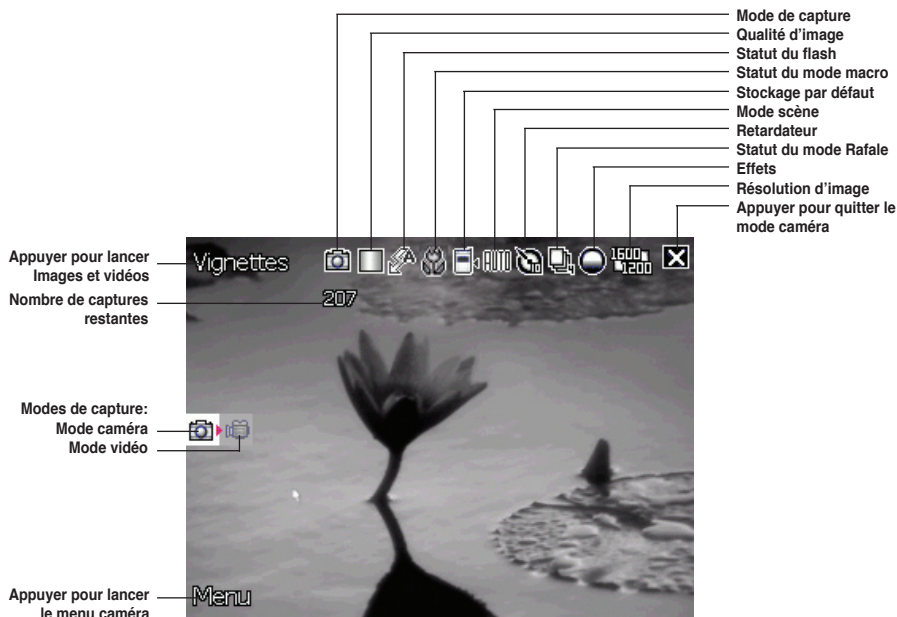 Mode de capture
Qualité d'image
Statut du flash
Statut du mode macro
Stockage par défaut
Mode scène
Retardateur
Statut du mode Rafale
Effets
Résolution d'image
Appuyer pour quitter le
mode caméra
Appuyer pour lancer
Images et vidéos
Nombre de captures
restantes
Modes de capture:
Mode caméra
Mode vidéo
Appuyer pour lancer
le menu caméra
Vignettes
A
AUTO
10
4
1600
1200
207
Menu